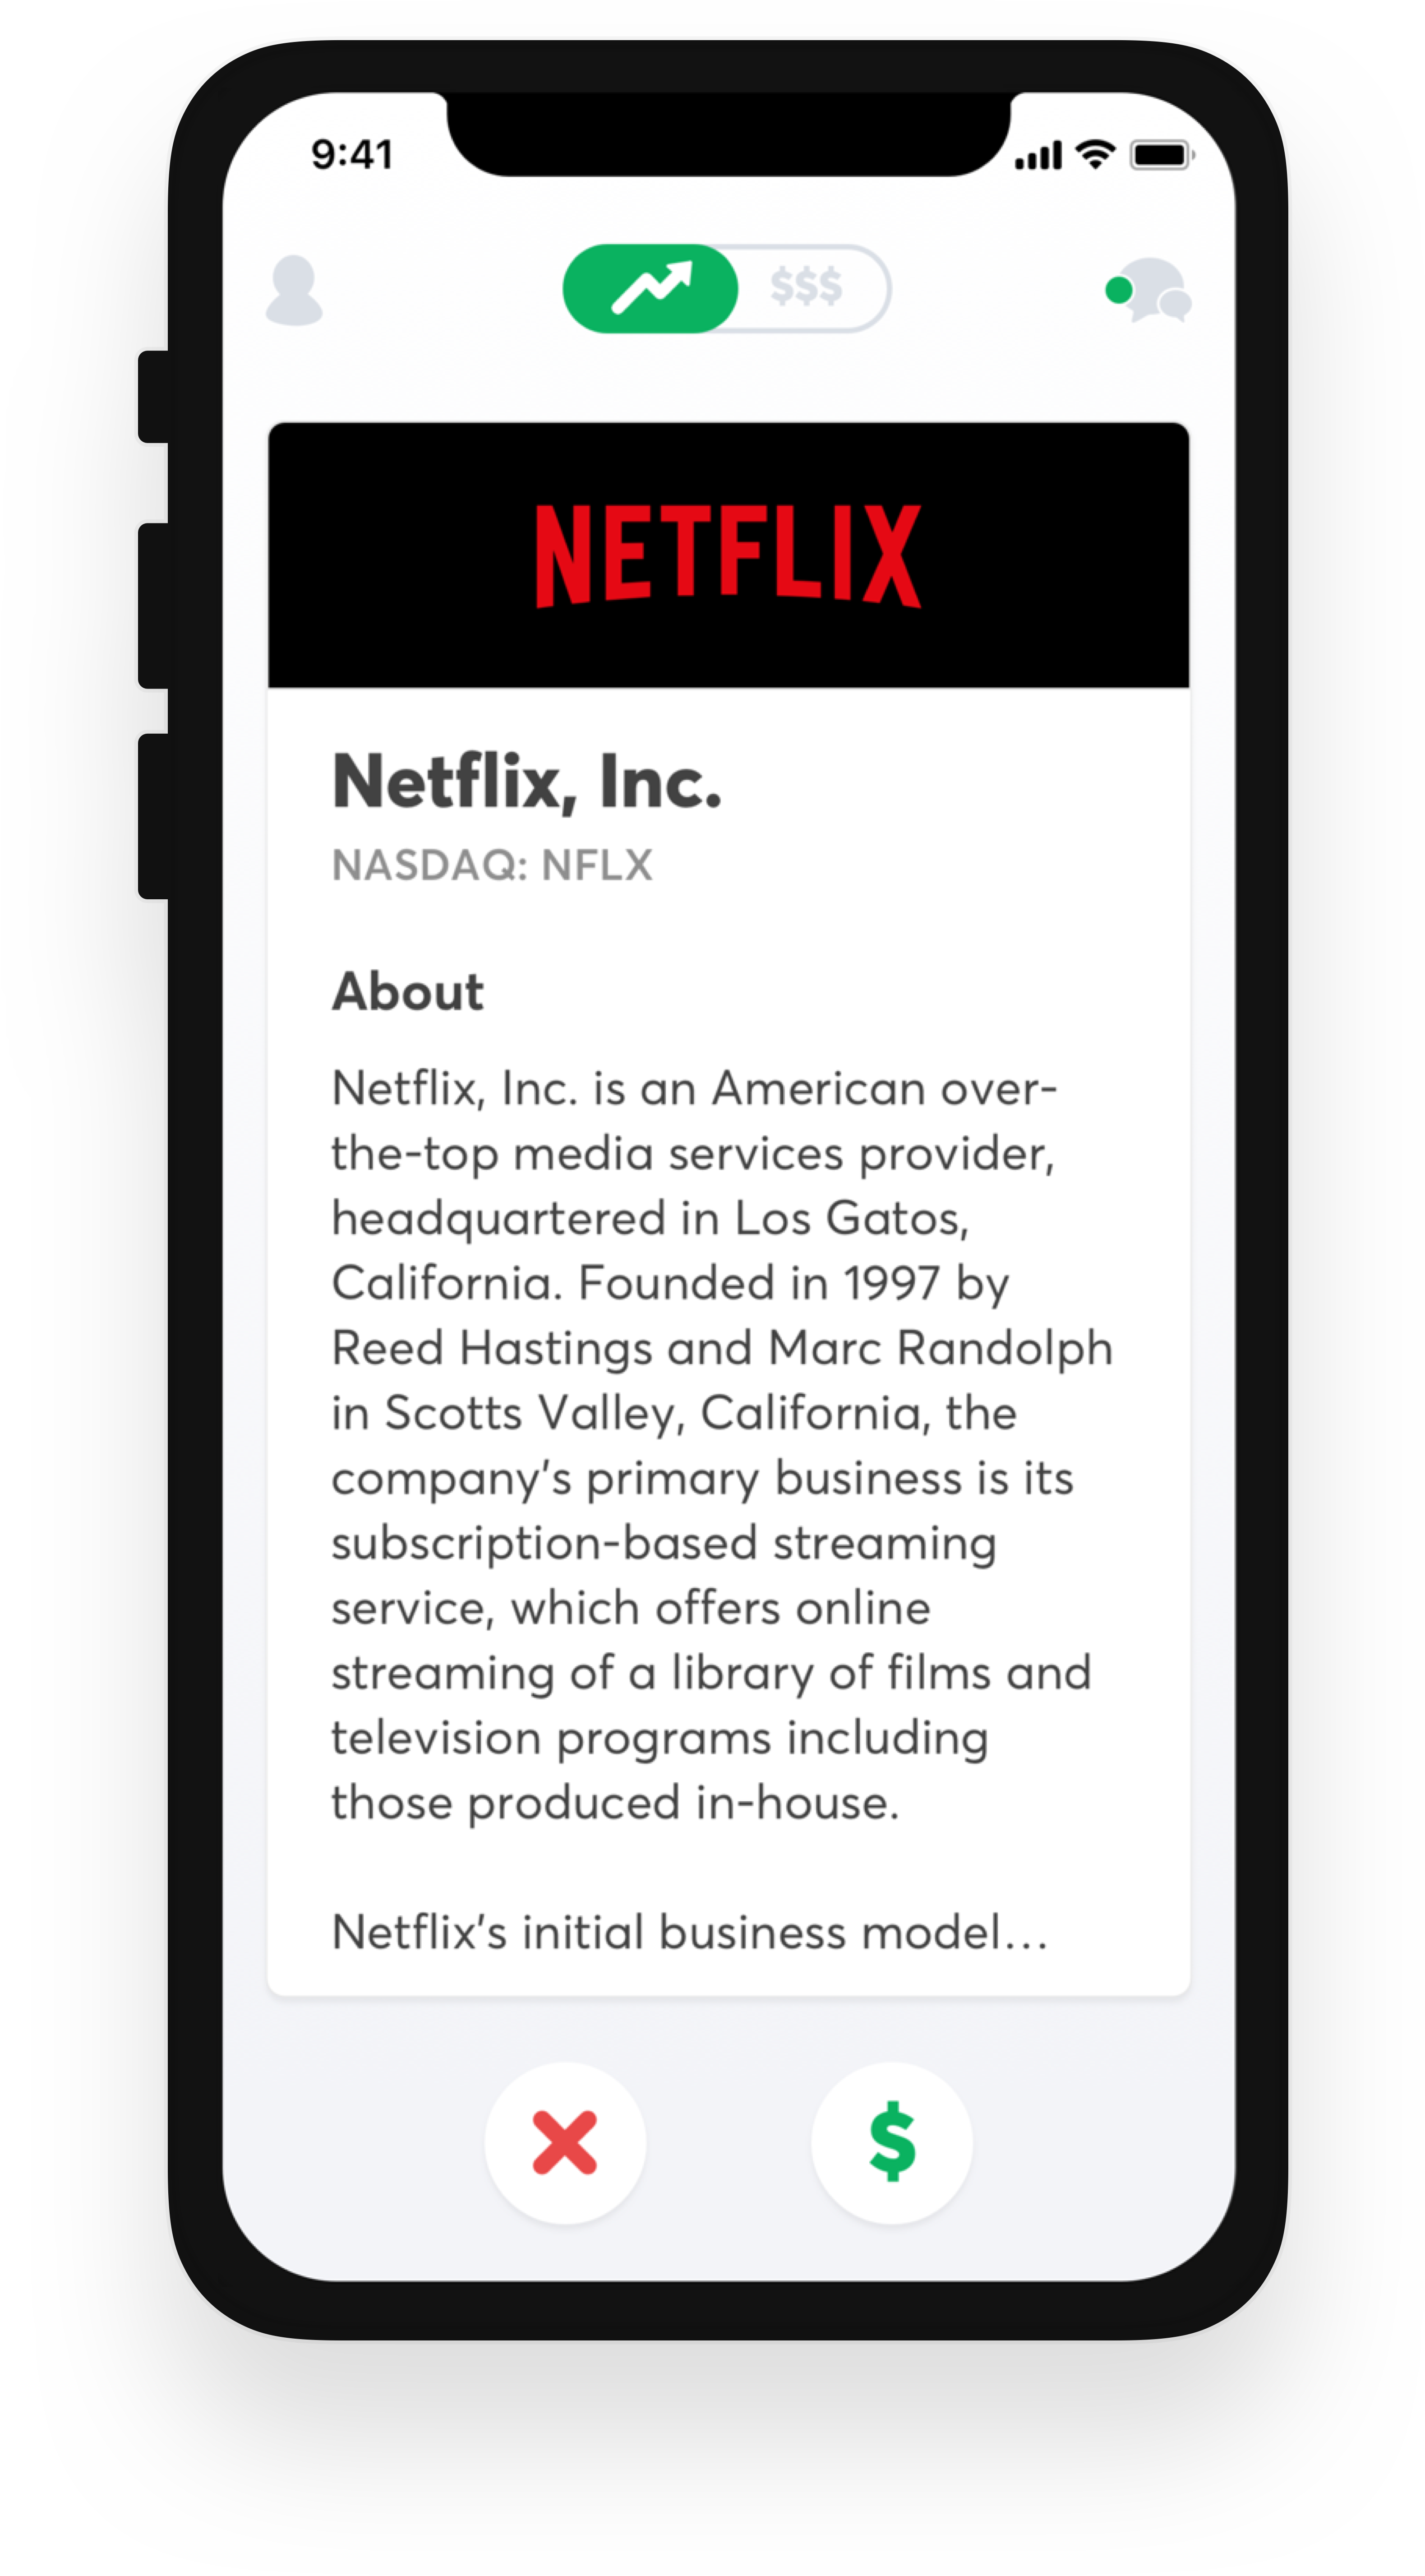 9:41
$$$
NETFLIX
Netflix, Inc.
NASDAQ: NFLX
About
Netflix, Inc. is an American over-
the-top media services provider,
headquartered in Los Gatos,
California. Founded in 1997 by
Reed Hastings and Marc Randolph
in Scotts Valley, California, the
company's primary business is its
subscription-based streaming
service, which offers online
streaming of a library of films and
television programs including
those produced in-house.
Netflix's initial business model...
$